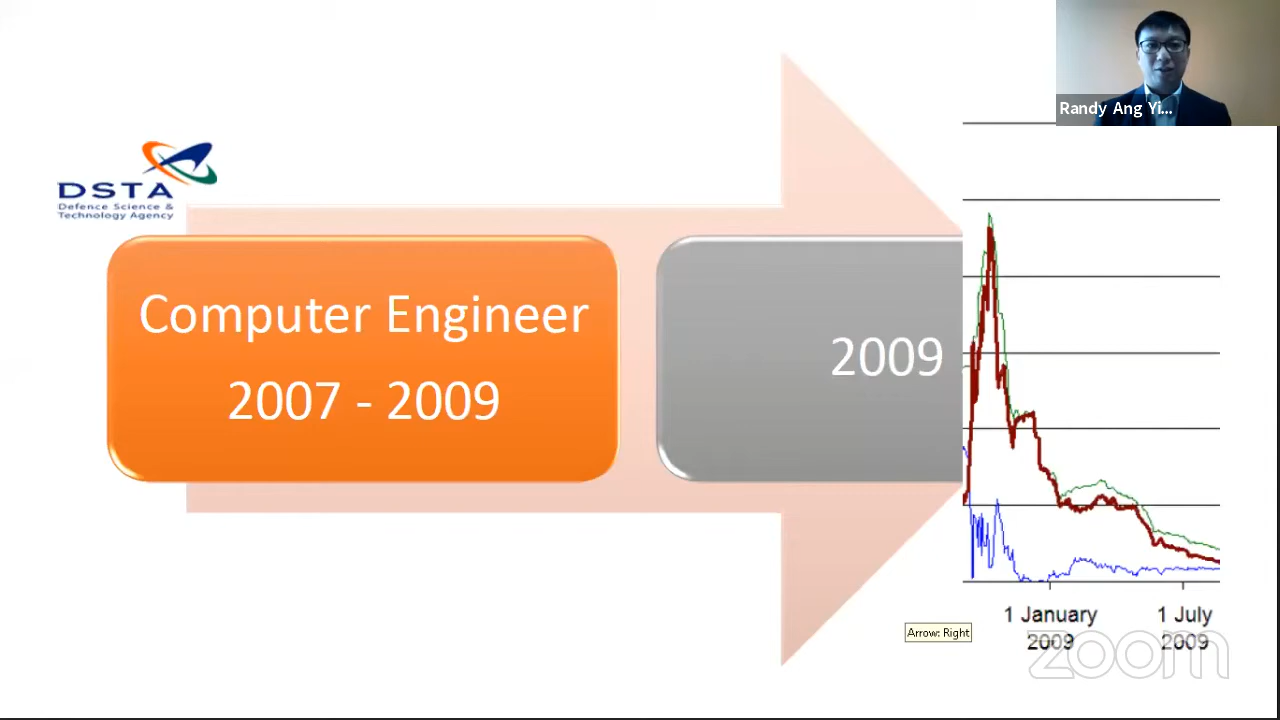 Randy Ang Yi...
DSTA
Defence Science &
Technology Agency
Computer Engineer
2007 - 2009
2009
1 January
2009
1 July
2009
Arrow: Right
zoom